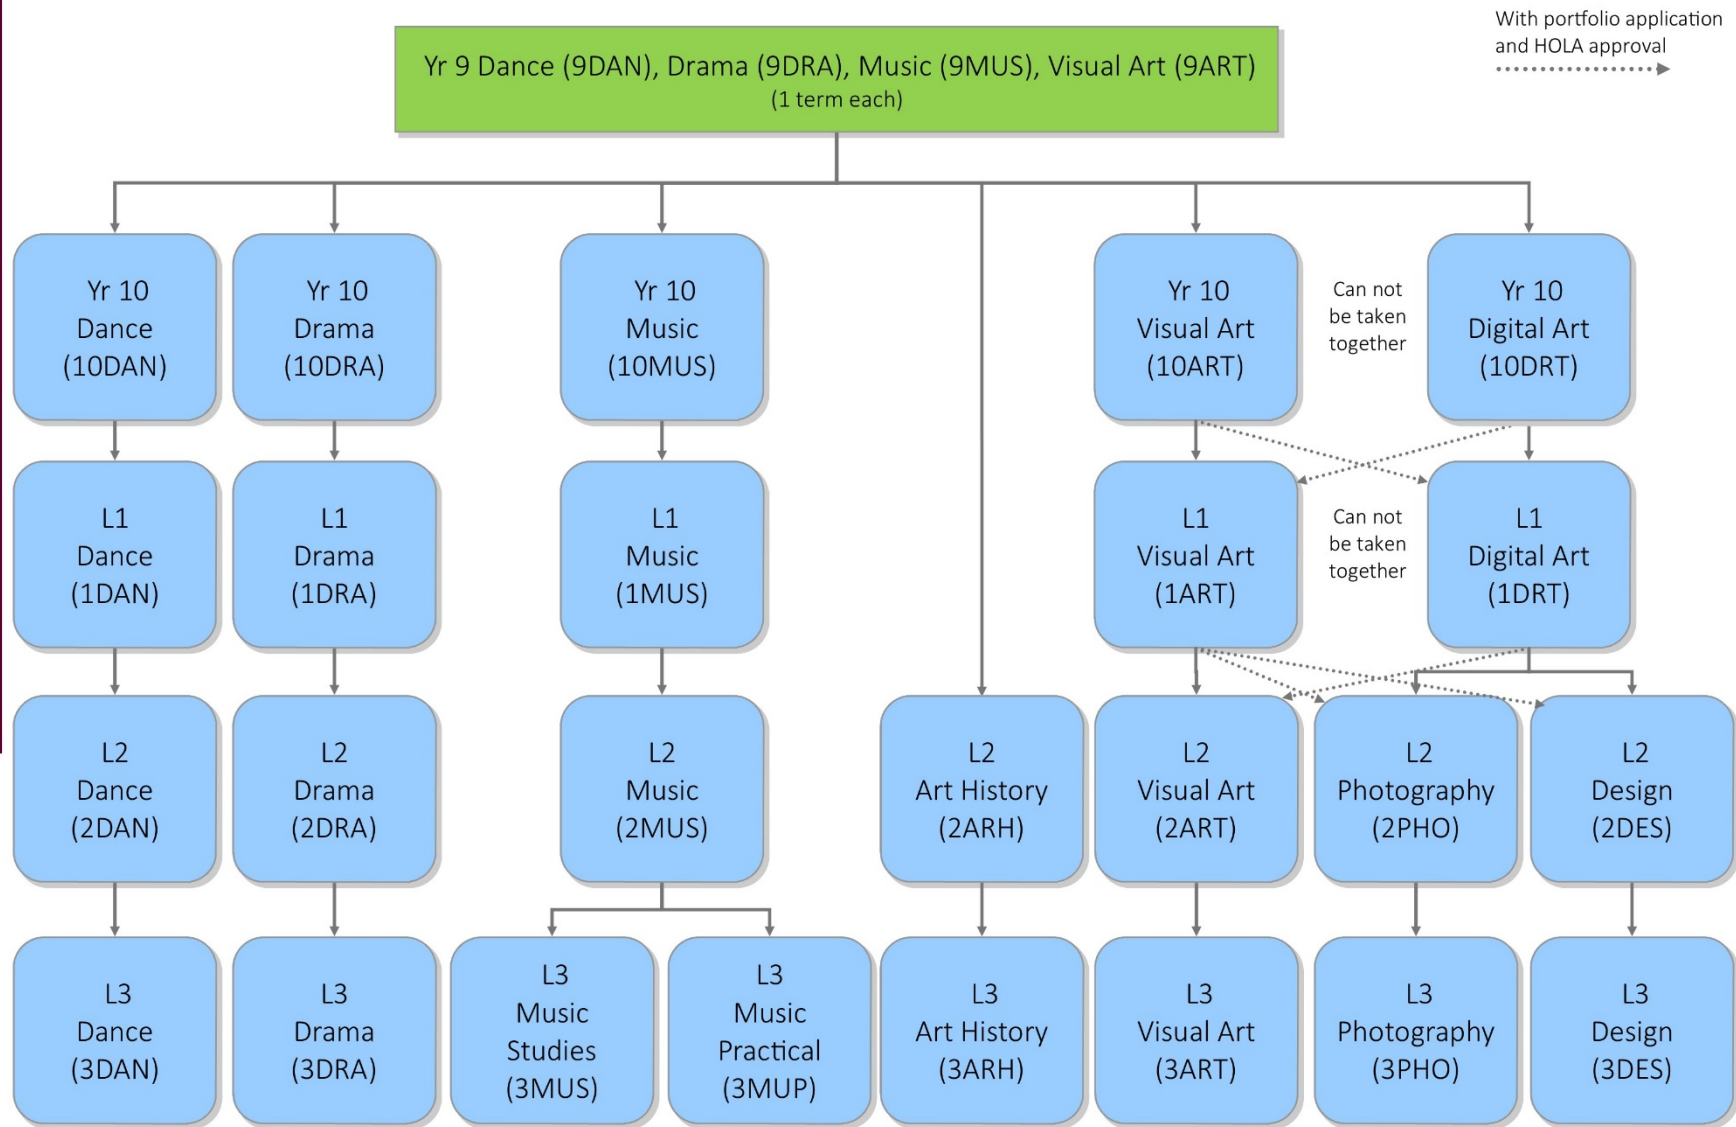 With portfolio application
and HOLA approval
Yr 9 Dance (9DAN), Drama (9DRA), Music (9MUS), Visual Art (9ART)
(1 term each)
Yr 10
Dance
(10DAN)
Yr 10
Drama
(10DRA)
Yr 10
Music
(10MUS)
Yr 10
Visual Art
(10ART)
Can not
be taken
together
Yr 10
Digital Art
(10DRT)
L1
Dance
(1DAN)
L1
Drama
(1DRA)
L1
Music
(1MUS)
L1
Visual Art
(1ART)
Can not
be taken
together
L1
Digital Art
(1DRT)
L2
Dance
(2DAN)
L2
Drama
(2DRA)
L2
Music
(2MUS)
L2
Art History
(2ARH)
L2
Visual Art
(2ART)
L2
Photography
(2PHO)
L2
Design
(2DES)
L3
Dance
(3DAN)
L3
Drama
(3DRA)
L3
Music
Studies
(3MUS)
L3
Music
Practical
(3MUP)
L3
Art History
(3ARH)
L3
Visual Art
(3ART)
L3
Photography
(3PHO)
L3
Design
(3DES)